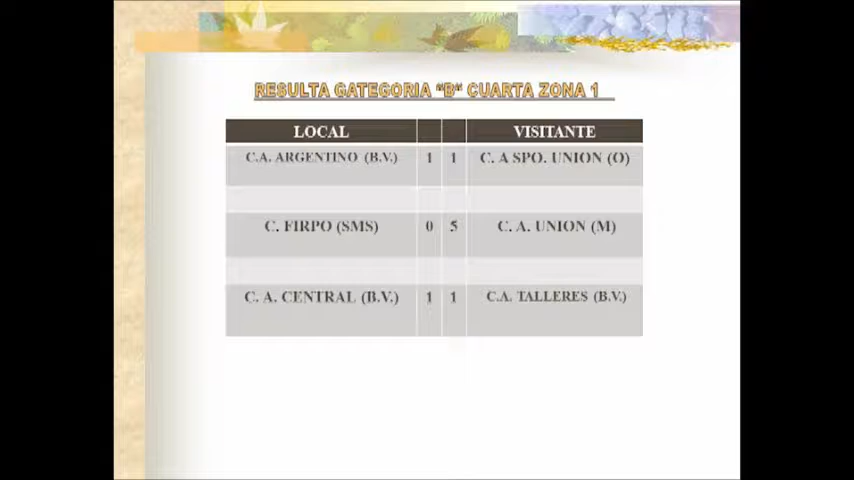 RESULTA GATEGORIA "B" CUARTA ZONA 1
LOCAL VISITANTE
C.A. ARGENTINO (B.V.) 1 1 C. A SPO. UNION (O)
C. FIRPO (SMS) 0 5 C. A. UNION (M)
C. A. CENTRAL (B.V.) 1 1 C.A. TALLERES (B.V.)